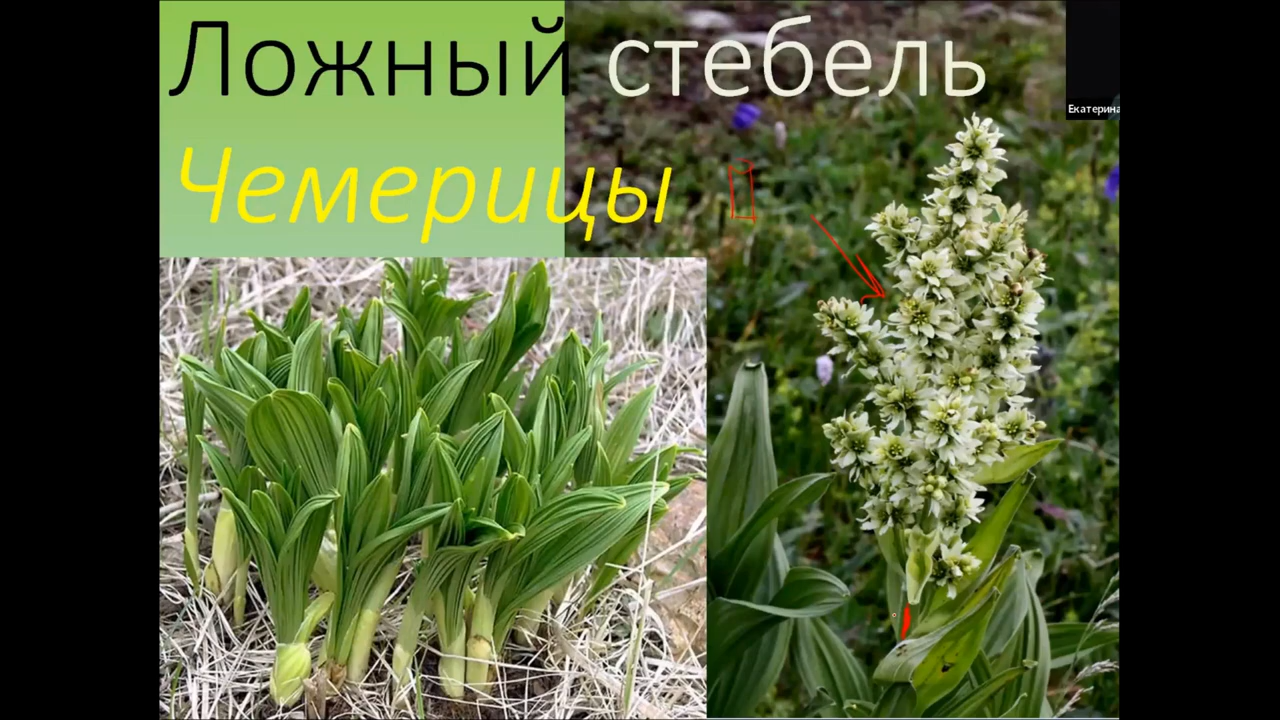 Ложный стебель
Чемерицы
Екатерина